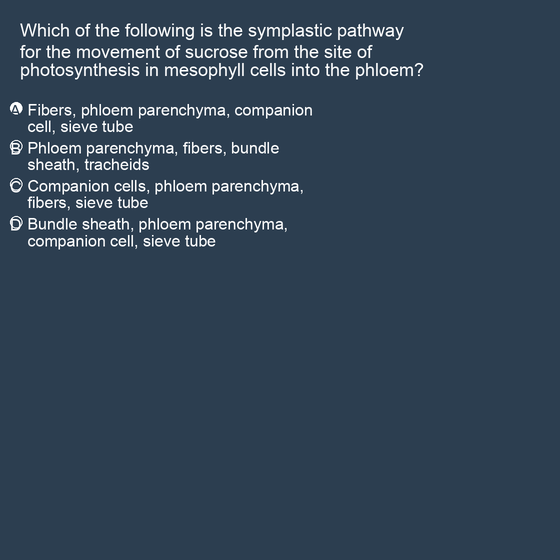 Which of the following is the symplastic pathway
for the movement of sucrose from the site of
photosynthesis in mesophyll cells into the phloem?
A Fibers, phloem parenchyma, companion
cell, sieve tube
B Phloem parenchyma, fibers, bundle
sheath, tracheids
C Companion cells, phloem parenchyma,
fibers, sieve tube
D Bundle sheath, phloem parenchyma,
companion cell, sieve tube